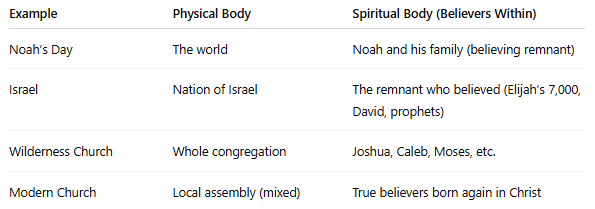 Example Physical Body Spiritual Body (Believers Within)
Noah's Day The world Noah and his family (believing remnant)
Israel Nation of Israel The remnant who believed (Elijah's 7,000,
David, prophets)
Wilderness Church Whole congregation Joshua, Caleb, Moses, etc.
Modern Church Local assembly (mixed) True believers born again in Christ